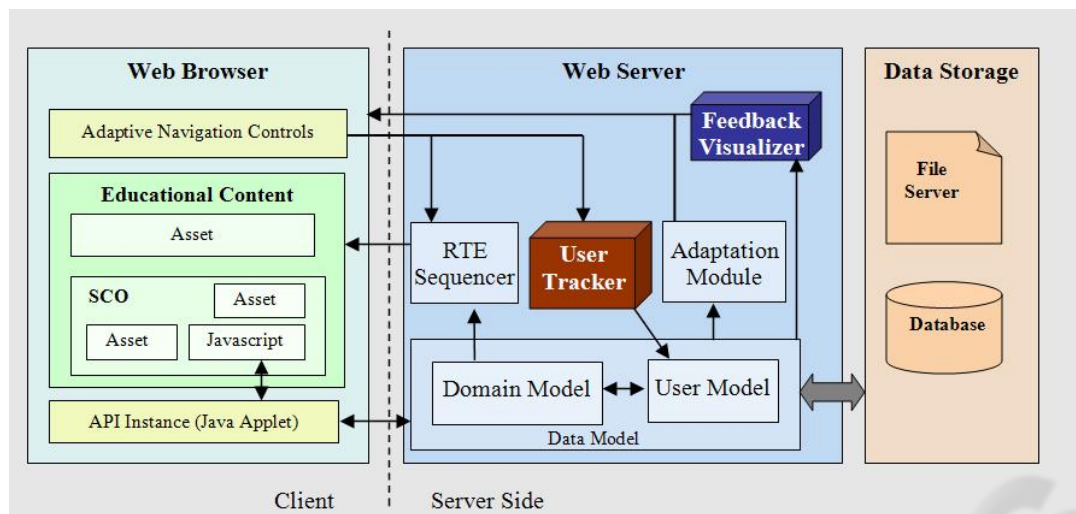 Web Browser
Adaptive Navigation Controls
Educational Content
Asset
SCO
Asset
Asset
Javascript
API Instance (Java Applet)
Client
Web Server
Feedback
Visualizer
RTE
Sequencer
User
Tracker
Adaptation
Module
Domain Model
User Model
Data Model
Server Side
Data Storage
File
Server
Database